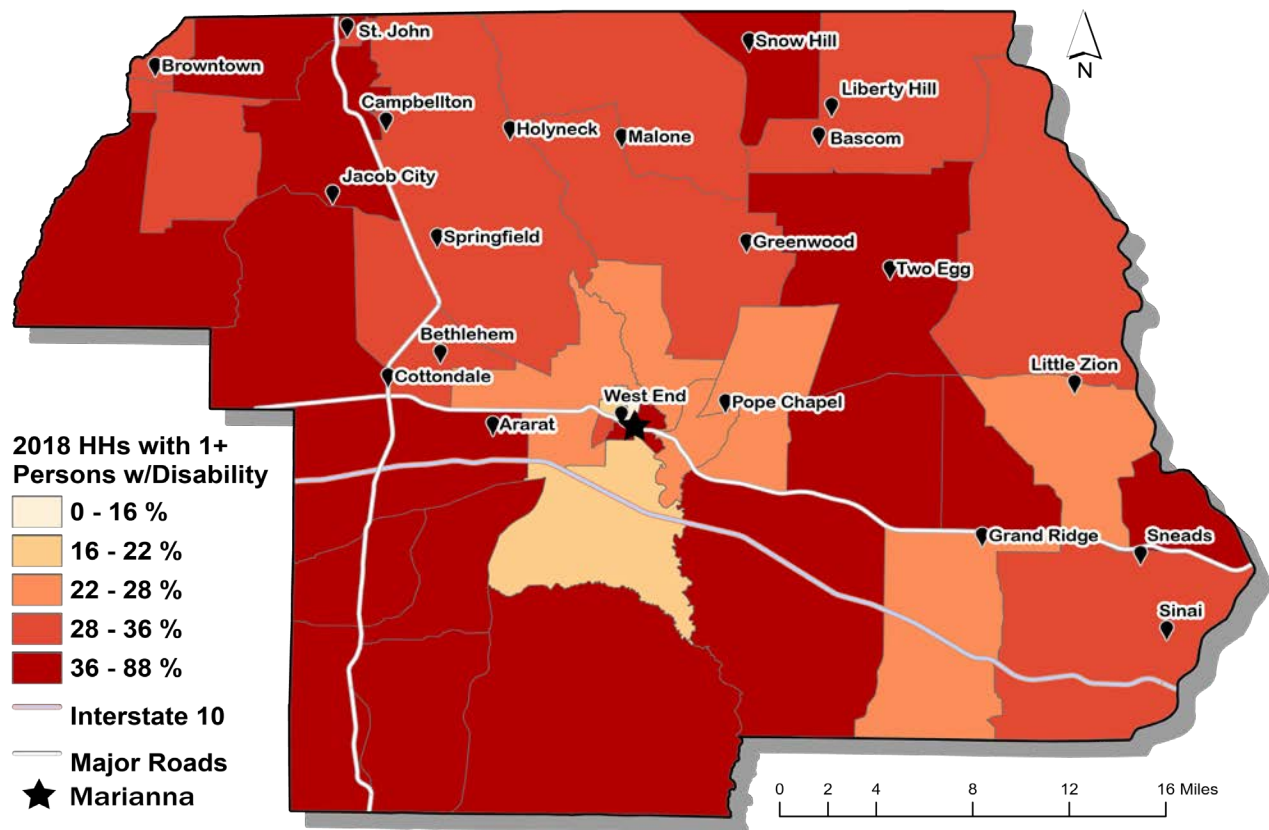 St. John
Snow Hill
N
Browntown
Liberty Hill
Campbellton
Holyneck
Malone
Bascom
Jacob City
Springfield
Greenwood
Two Egg
Bethlehem
Little Zion
Cottondale
West End
Pope Chapel
Ararat
Grand Ridge
Sneads
Sinai
2018 HHs with 1+
Persons w/Disability
0 - 16 %
16 - 22 %
22 - 28 %
28 - 36 %
36 - 88 %
Interstate 10
Major Roads
Marianna
0 2 4 8 12 16 Miles